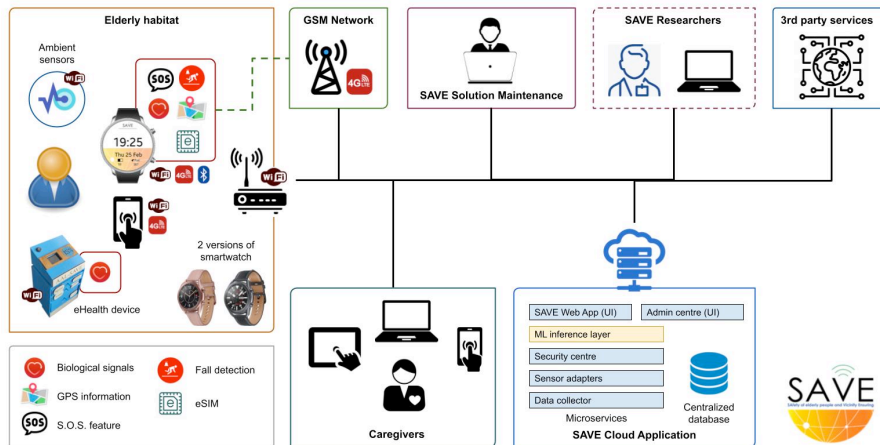 Elderly habitat
Ambient
sensors
WiFi
SOS
SAVE
19:25
Thu 25 Feb
WiFi
4G LTE
WiFi
4G LTE
WiFi
2 versions of
smartwatch
WiFi
eHealth device
GSM Network
4G LTE
SAVE Solution Maintenance
SAVE Researchers
3rd party services
Biological signals
Fall detection
GPS information
eSIM
SOS
S.O.S. feature
Caregivers
SAVE Web App (UI)
Admin centre (UI)
ML inference layer
Security centre
Sensor adapters
Data collector
Microservices
Centralized
database
SAVE Cloud Application
SAVE